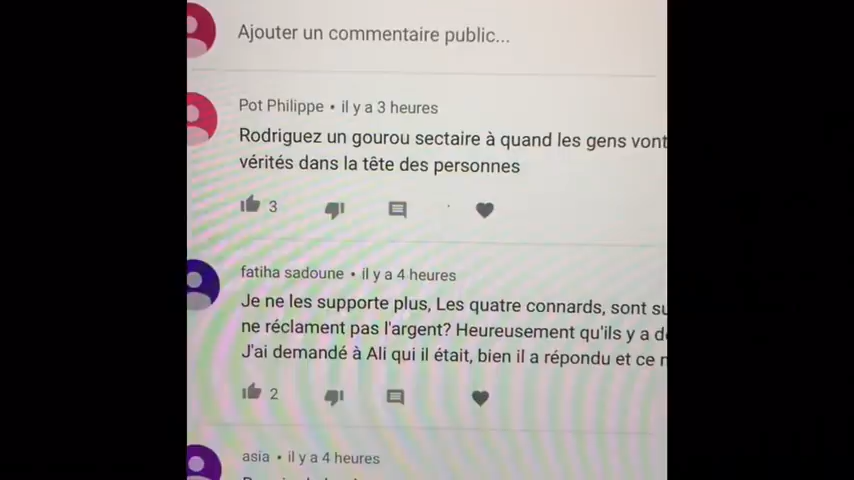 Ajouter un commentaire public...
Pot Philippe • il y a 3 heures
Rodriguez un gourou sectaire à quand les gens vont
vérités dans la tête des personnes
3
fatiha sadoune • il y a 4 heures
Je ne les supporte plus, Les quatre connards, sont su
ne réclament pas l'argent? Heureusement qu'ils y a d
J'ai demandé à Ali qui il était, bien il a répondu et ce
2
asia • il y a 4 heures